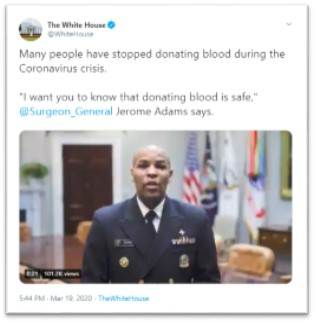 The White House
@WhiteHouse
Many people have stopped donating blood during the
Coronavirus crisis.
"I want you to know that donating blood is safe,"
@Surgeon_General Jerome Adams says.
0:21 101.2K views
5:44 PM · Mar 19, 2020 · TheWhiteHouse